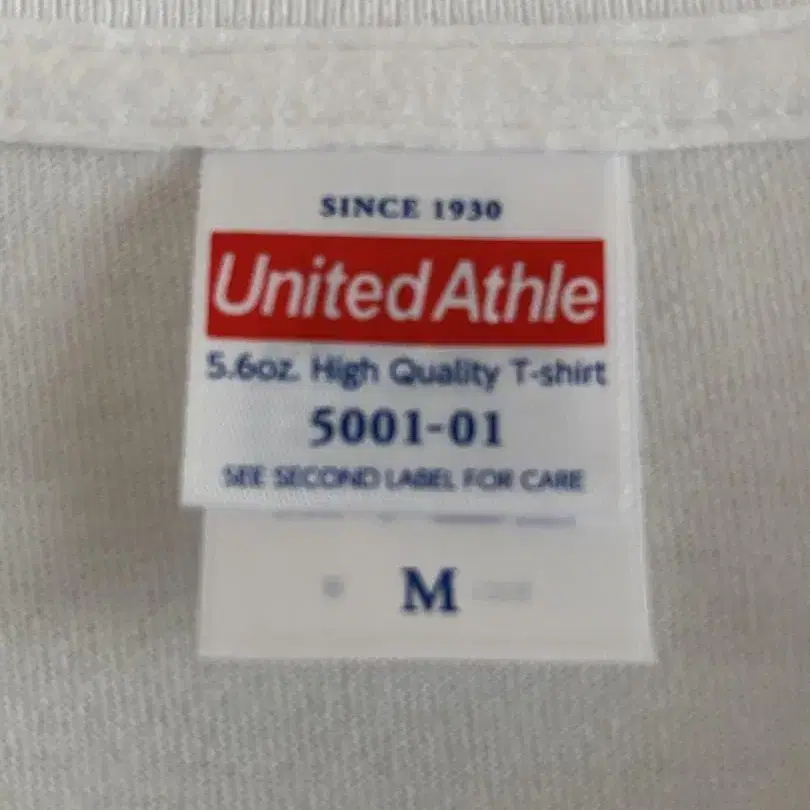 SINCE 1930
United Athle
5.6oz. High Quality T-shirt
5001-01
SEE SECOND LABEL FOR CARE
M